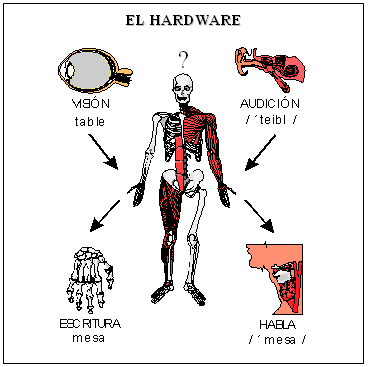 EL HARDWARE
?
VISIÓN
table
AUDICIÓN
/ ´teibl /
ESCRITURA
mesa
HABLA
/ ´mesa /